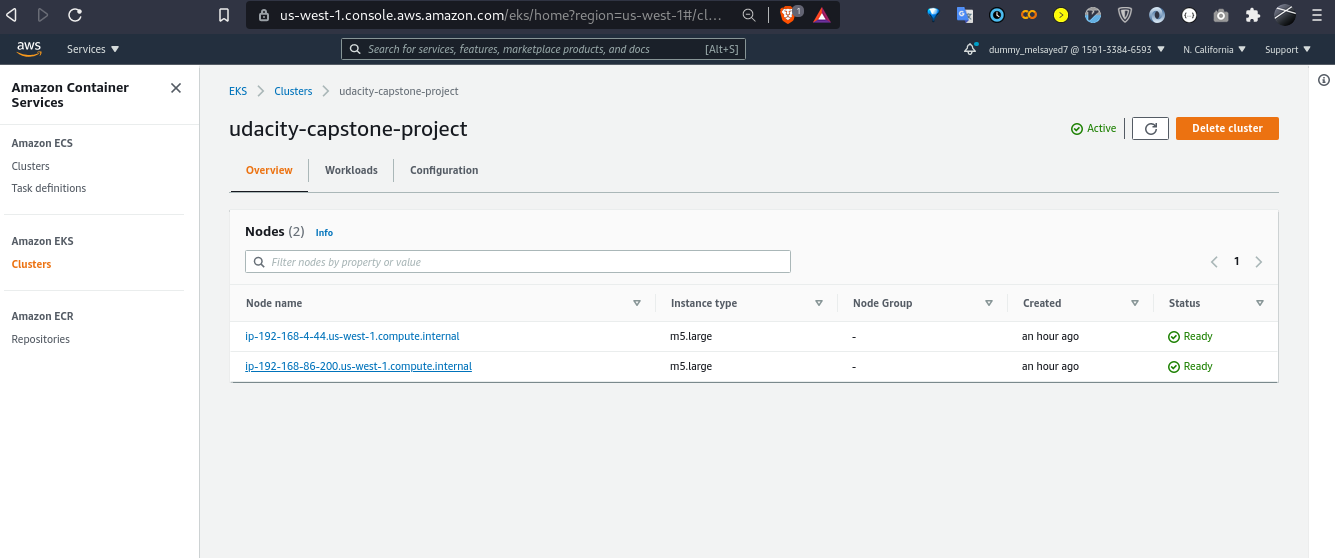 us-west-1.console.aws.amazon.com/eks/home?region=us-west-1#/cl...
1
aws
Services
Search for services, features, marketplace products, and docs
[Alt+S]
dummy_melsayed7 @ 1591-3384-6593
N. California
Support
Amazon Container
Services
Amazon ECS
Clusters
Task definitions
Amazon EKS
Clusters
Amazon ECR
Repositories
EKS
Clusters
udacity-capstone-project
udacity-capstone-project
Active
Delete cluster
Overview
Workloads
Configuration
Nodes (2)
Info
Filter nodes by property or value
1
Node name
Instance type
Node Group
Created
Status
ip-192-168-4-44.us-west-1.compute.internal
m5.large
-
an hour ago
Ready
ip-192-168-86-200.us-west-1.compute.internal
m5.large
-
an hour ago
Ready